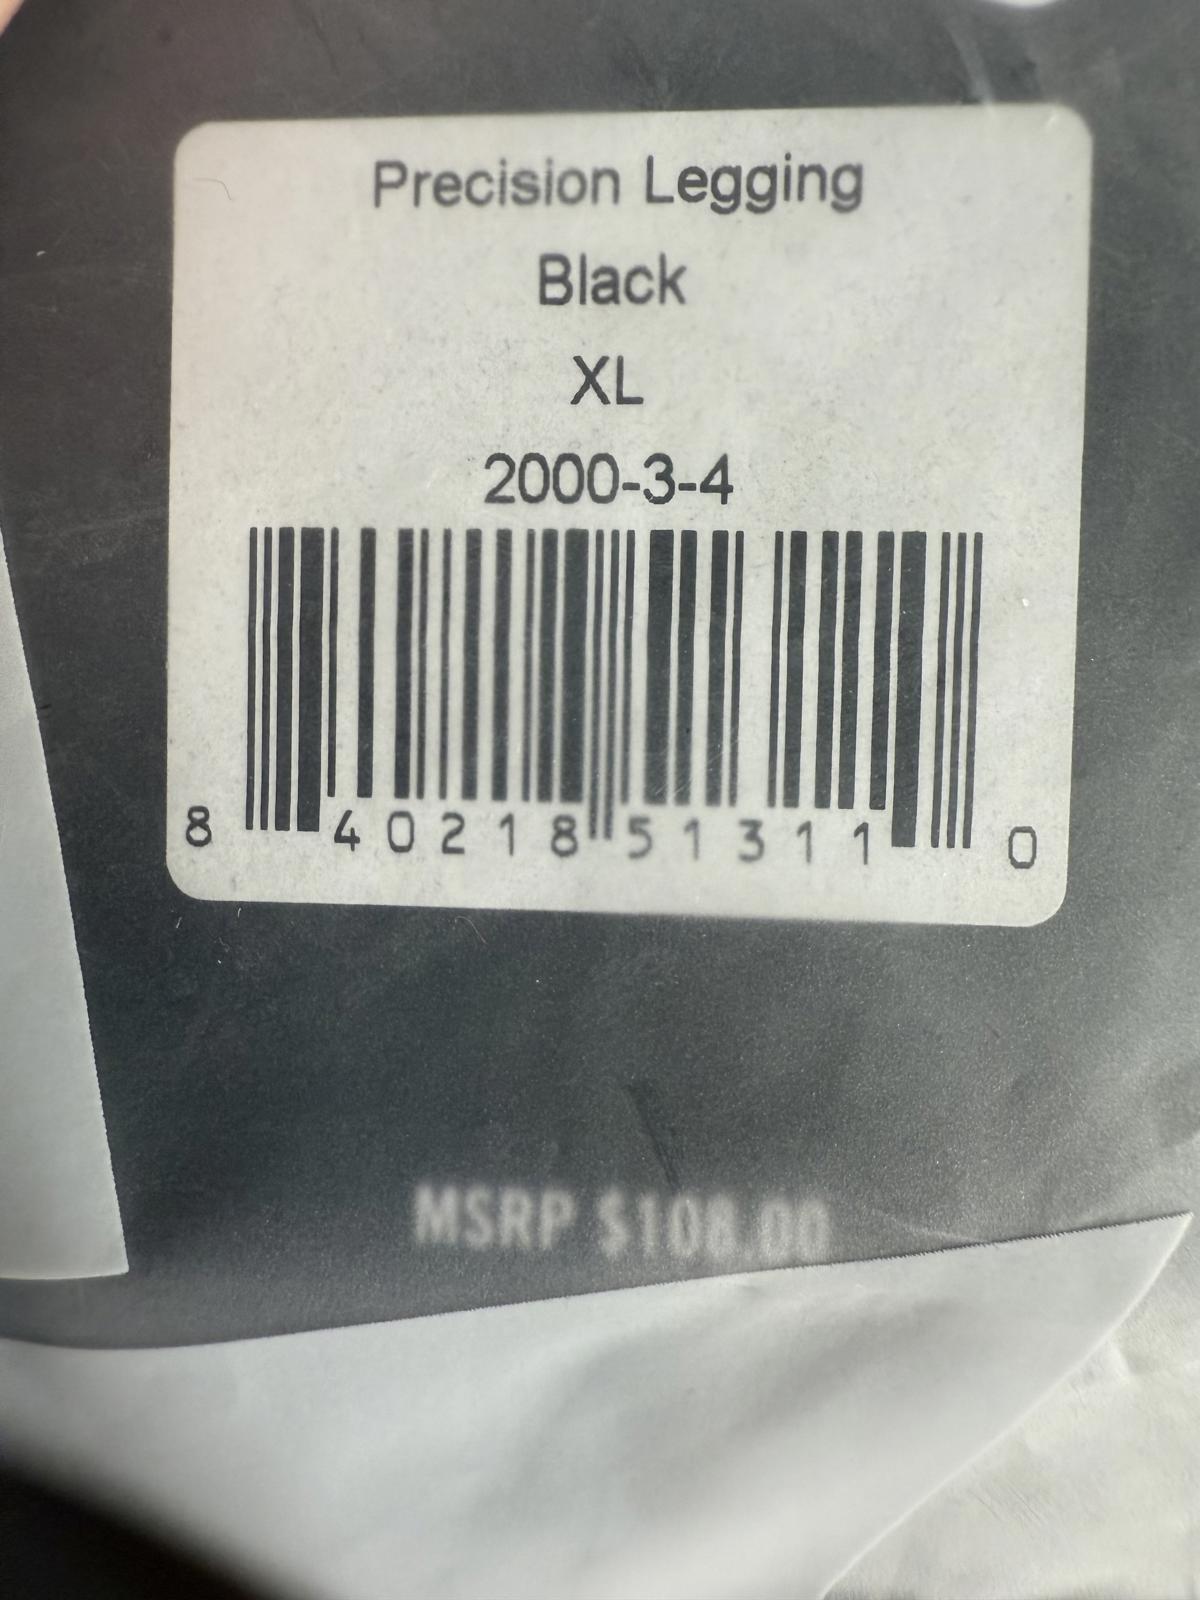 Precision Legging
Black
XL
2000-3-4
8 40218 51311 0
MSRP $108.00